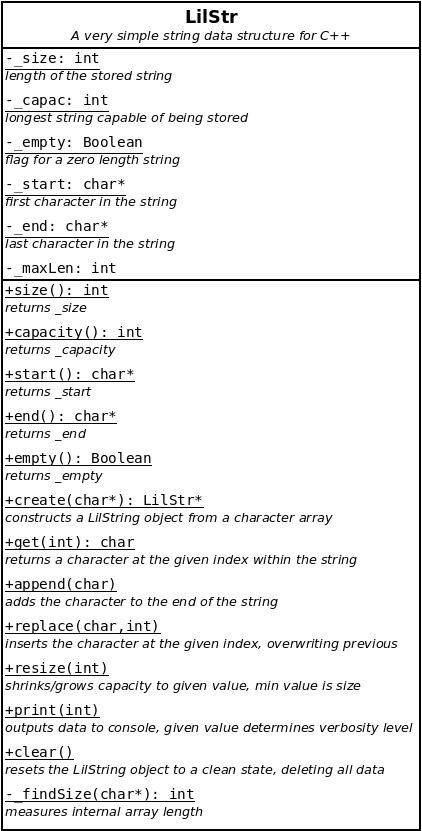 LilStr
A very simple string data structure for C++
-_size: int
length of the stored string
-_capac: int
longest string capable of being stored
-_empty: Boolean
flag for a zero length string
-_start: char*
first character in the string
-_end: char*
last character in the string
-_maxLen: int
+size(): int
returns _size
+capacity(): int
returns _capacity
+start(): char*
returns _start
+end(): char*
returns _end
+empty(): Boolean
returns _empty
+create(char*): LilStr*
constructs a LilString object from a character array
+get(int): char
returns a character at the given index within the string
+append(char)
adds the character to the end of the string
+replace(char,int)
inserts the character at the given index, overwriting previous
+resize(int)
shrinks/grows capacity to given value, min value is size
+print(int)
outputs data to console, given value determines verbosity level
+clear()
resets the LilString object to a clean state, deleting all data
-_findSize(char*): int
measures internal array length